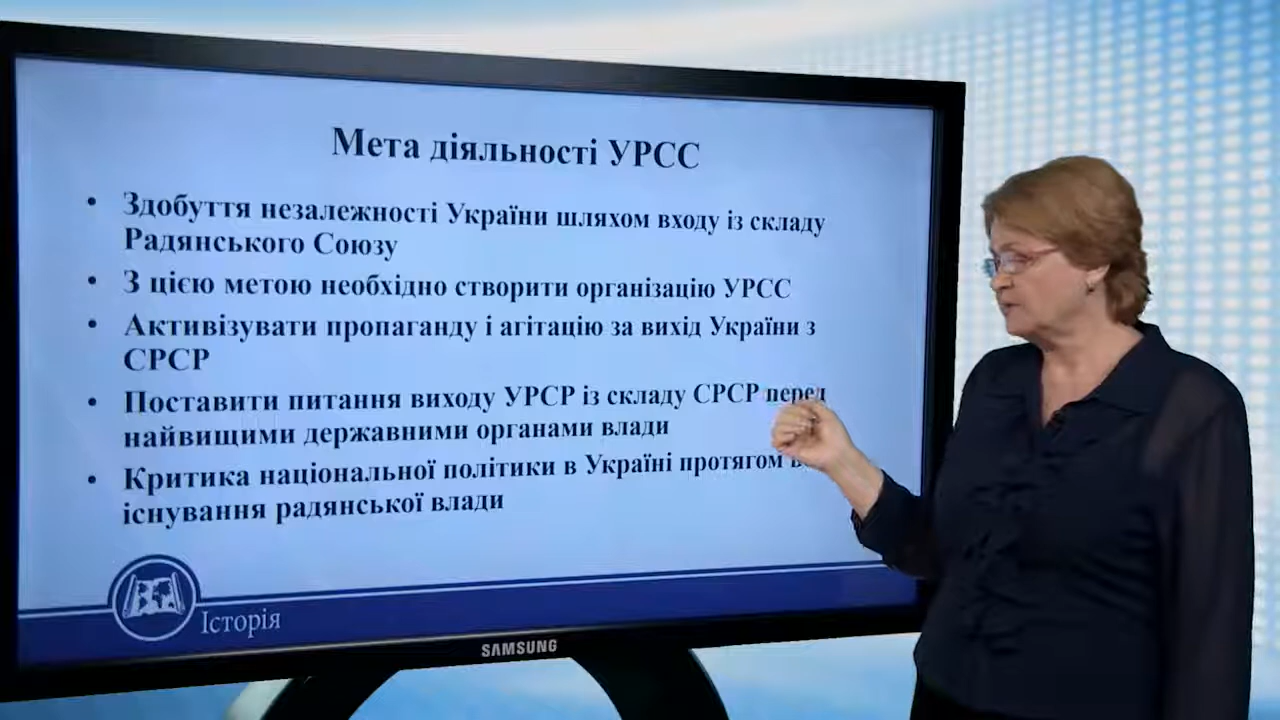 Мета діяльності УРСС
• Здобуття незалежності України шляхом входу із складу
Радянського Союзу
• З цією метою необхідно створити організацію УРСС
• Активізувати пропаганду і агітацію за вихід України з
СРСР
• Поставити питання виходу УРСР із складу СРСР перед
найвищими державними органами влади
• Критика національної політики в Україні протягом
існування радянської влади
Історія
SAMSUNG